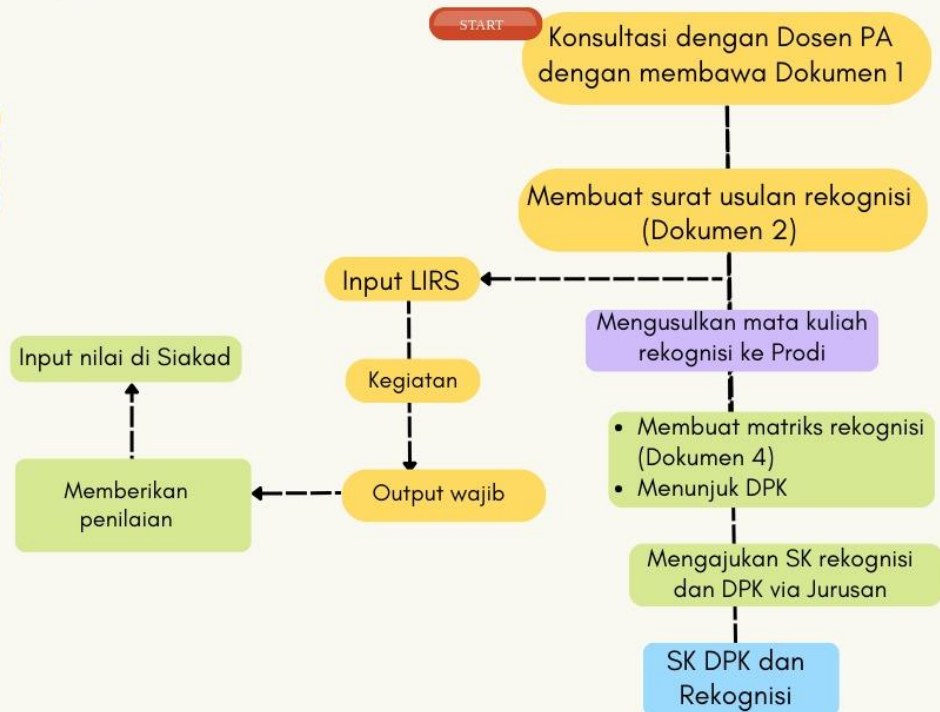 START
Konsultasi dengan Dosen PA
dengan membawa Dokumen 1
Membuat surat usulan rekognisi
(Dokumen 2)
Input LIRS
Mengusulkan mata kuliah
rekognisi ke Prodi
Input nilai di Siakad
Kegiatan
• Membuat matriks rekognisi
(Dokumen 4)
• Menunjuk DPK
Memberikan
penilaian
Output wajib
Mengajukan SK rekognisi
dan DPK via Jurusan
SK DPK dan
Rekognisi